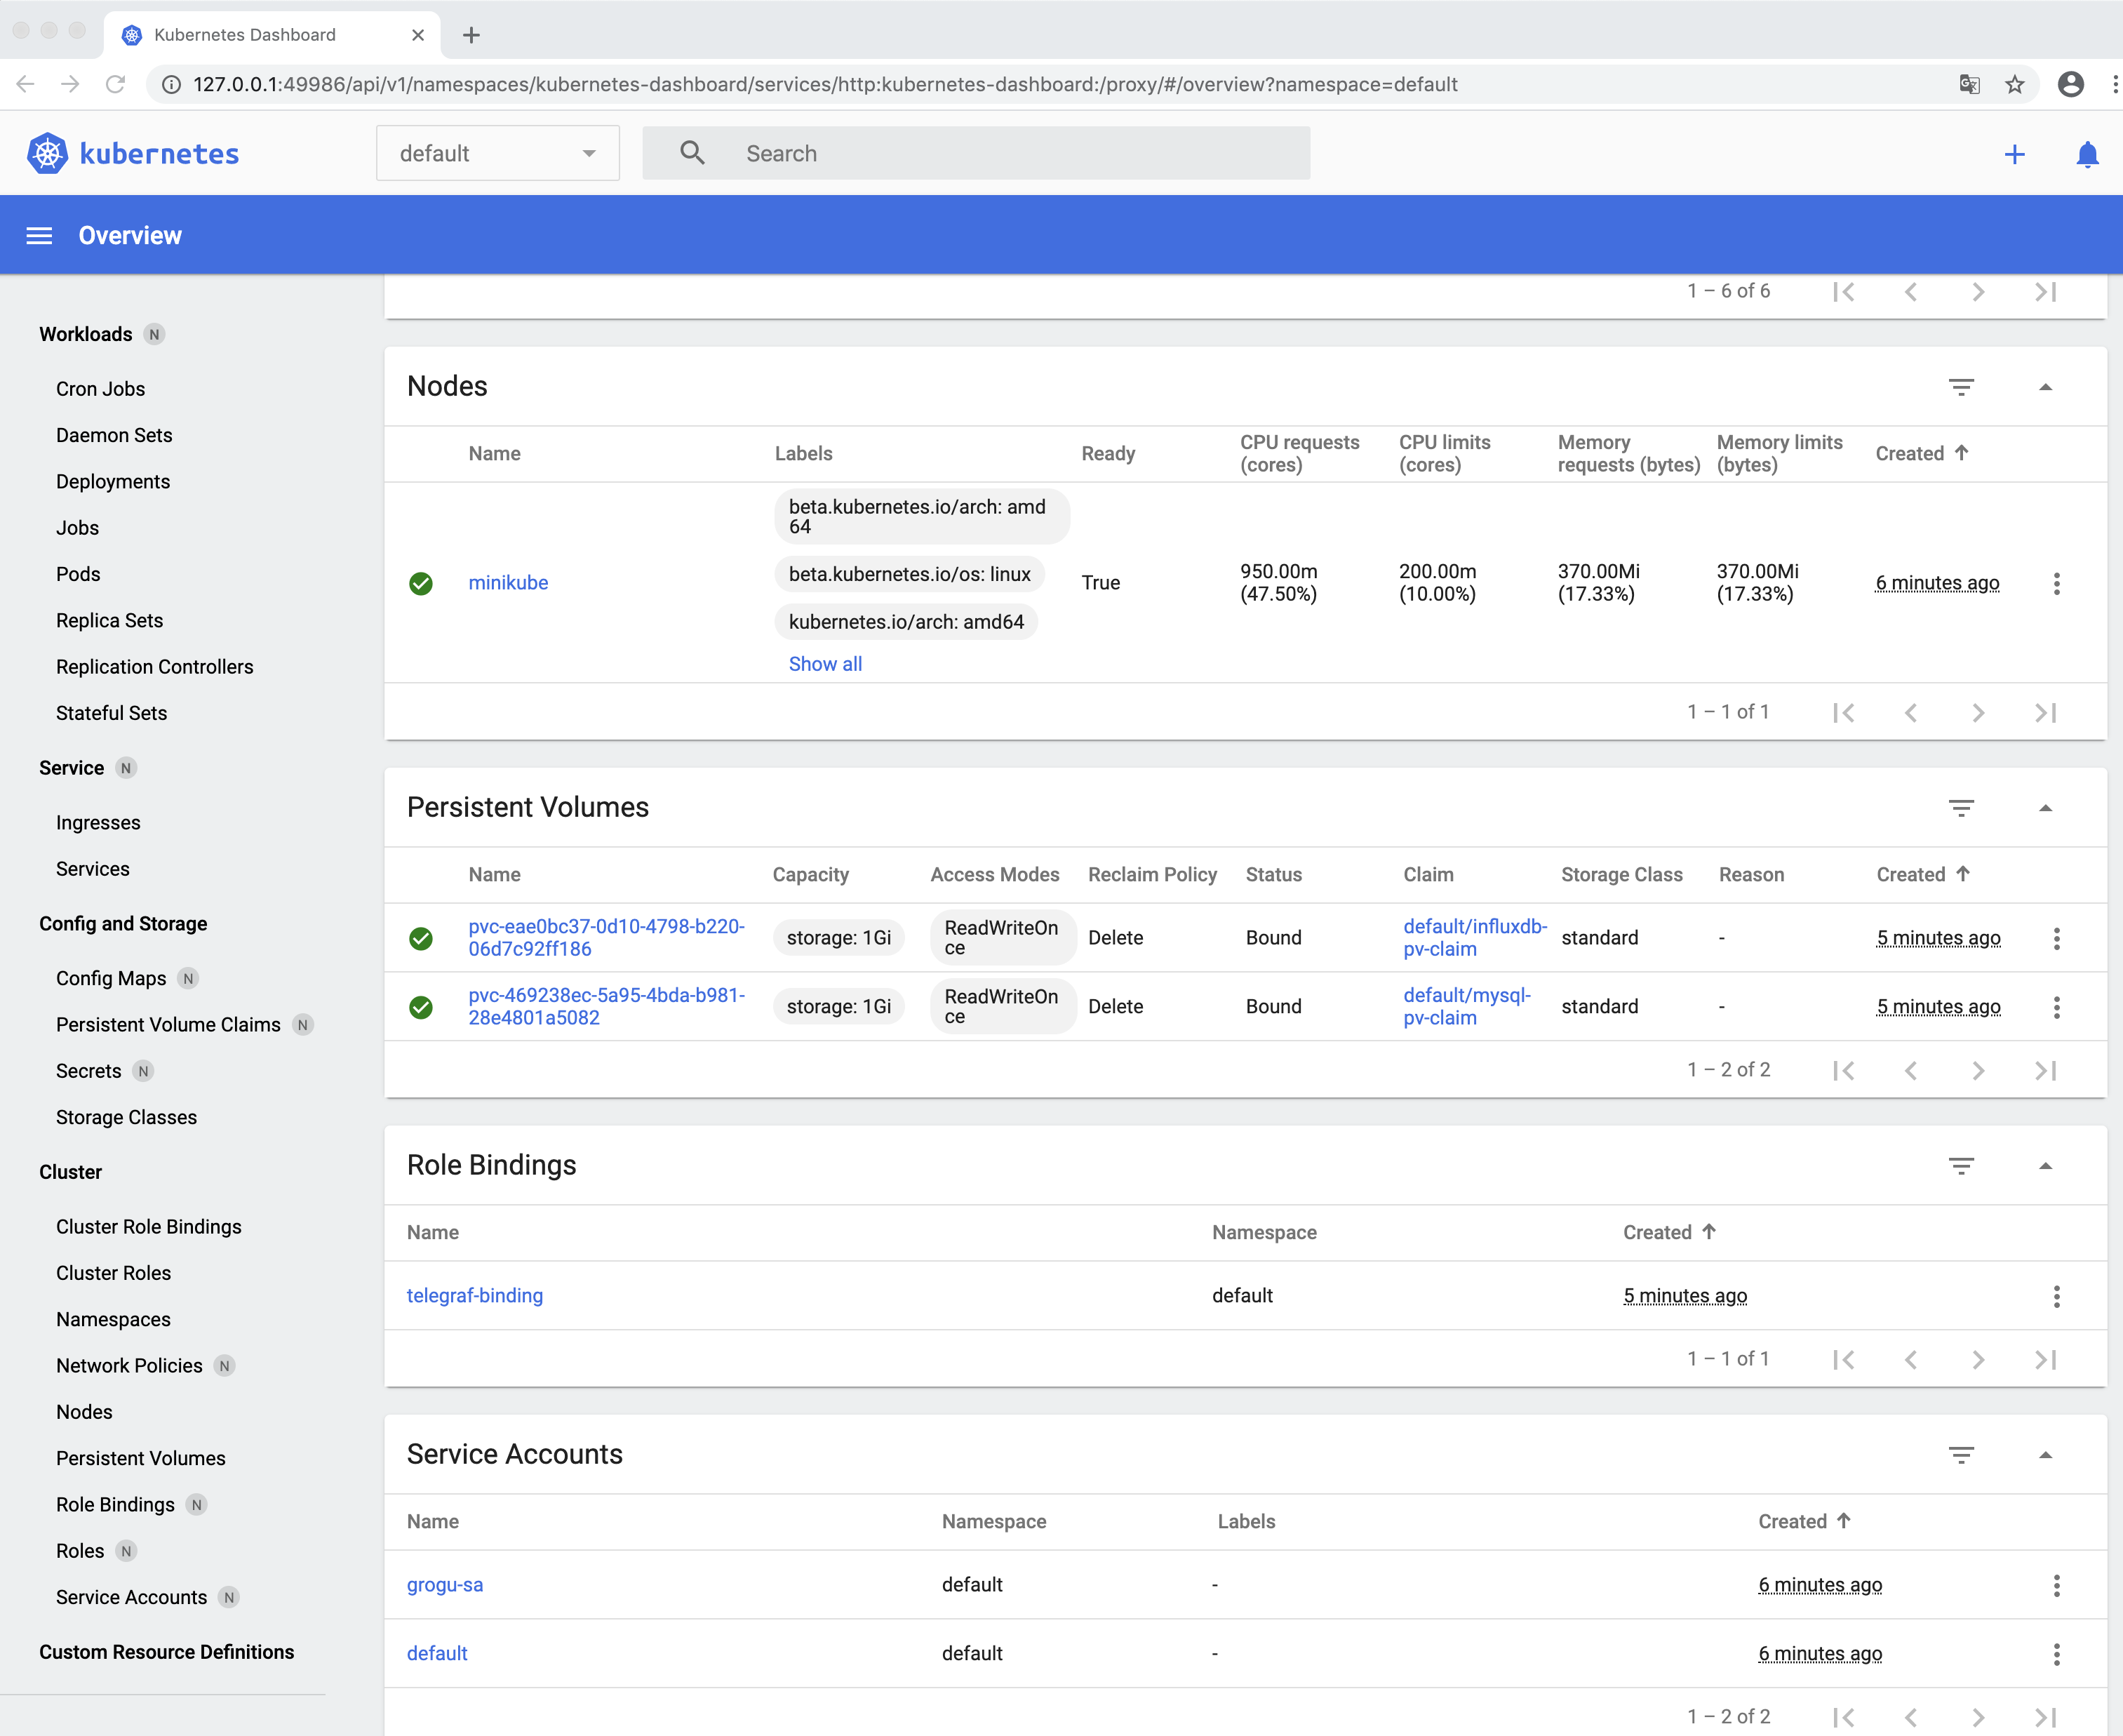 Kubernetes Dashboard
127.0.0.1:49986/api/v1/namespaces/kubernetes-dashboard/services/http:kubernetes-dashboard:/proxy/#/overview?namespace=default
kubernetes
default
Search
Overview
Workloads N
Cron Jobs
Daemon Sets
Deployments
Jobs
Pods
Replica Sets
Replication Controllers
Stateful Sets
Service N
Ingresses
Services
Config and Storage
Config Maps N
Persistent Volume Claims N
Secrets N
Storage Classes
Cluster
Cluster Role Bindings
Cluster Roles
Namespaces
Network Policies N
Nodes
Persistent Volumes
Role Bindings N
Roles N
Service Accounts N
Custom Resource Definitions
1 – 6 of 6
Nodes
Name Labels Ready CPU requests (cores) CPU limits (cores) Memory requests (bytes) Memory limits (bytes) Created
minikube
beta.kubernetes.io/arch: amd
64
beta.kubernetes.io/os: linux
kubernetes.io/arch: amd64
Show all
True
950.00m
(47.50%)
200.00m
(10.00%)
370.00Mi
(17.33%)
370.00Mi
(17.33%)
6 minutes ago
1 – 1 of 1
Persistent Volumes
Name Capacity Access Modes Reclaim Policy Status Claim Storage Class Reason Created
pvc-eae0bc37-0d10-4798-b220-
06d7c92ff186
storage: 1Gi
ReadWriteOn
ce
Delete
Bound
default/influxdb-
pv-claim
standard
-
5 minutes ago
pvc-469238ec-5a95-4bda-b981-
28e4801a5082
storage: 1Gi
ReadWriteOn
ce
Delete
Bound
default/mysql-
pv-claim
standard
-
5 minutes ago
1 – 2 of 2
Role Bindings
Name Namespace Created
telegraf-binding default 5 minutes ago
1 – 1 of 1
Service Accounts
Name Namespace Labels Created
grogu-sa default - 6 minutes ago
default default - 6 minutes ago
1 – 2 of 2